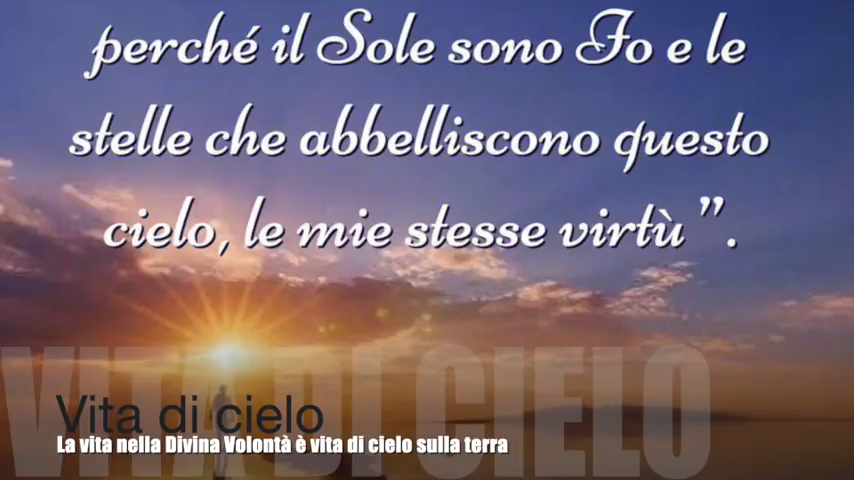 perché il Sole sono Io e le
stelle che abbelliscono questo
cielo, le mie stesse virtù”.
VITA DI CIELO
Vita di cielo
La vita nella Divina Volontà è vita di cielo sulla terra